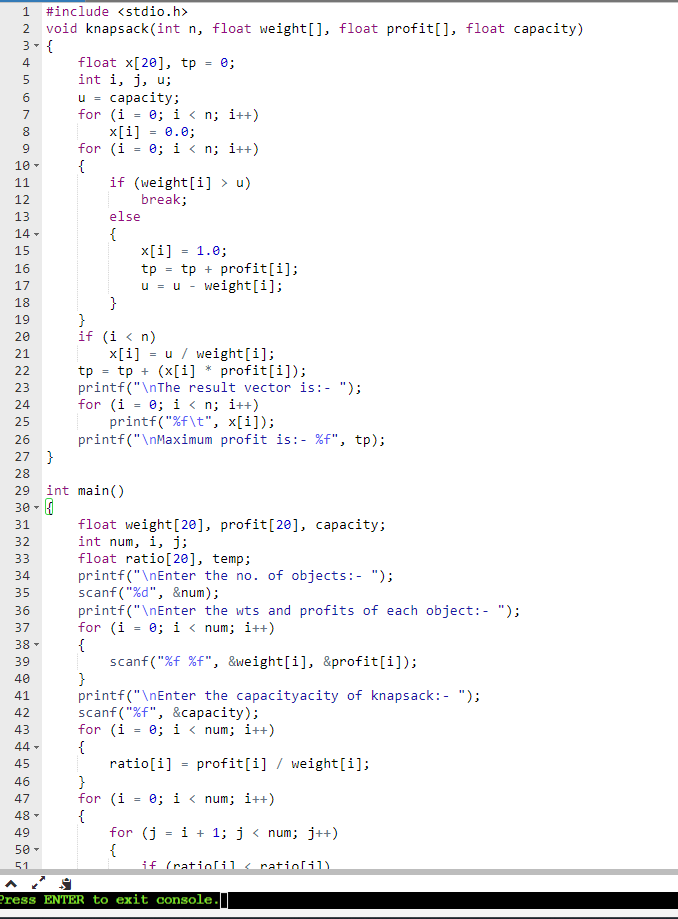 1 #include <stdio.h>
2 void knapsack(int n, float weight[], float profit[], float capacity)
3 {
4 float x[20], tp = 0;
5 int i, j, u;
6 u = capacity;
7 for (i = 0; i < n; i++)
8 x[i] = 0.0;
9 for (i = 0; i < n; i++)
10 {
11 if (weight[i] > u)
12 break;
13 else
14 {
15 x[i] = 1.0;
16 tp = tp + profit[i];
17 u = u - weight[i];
18 }
19 }
20 if (i < n)
21 x[i] = u / weight[i];
22 tp = tp + (x[i] * profit[i]);
23 printf("\nThe result vector is:- ");
24 for (i = 0; i < n; i++)
25 printf("%f\t", x[i]);
26 printf("\nMaximum profit is:- %f", tp);
27 }
28
29 int main()
30 {
31 float weight[20], profit[20], capacity;
32 int num, i, j;
33 float ratio[20], temp;
34 printf("\nEnter the no. of objects:- ");
35 scanf("%d", &num);
36 printf("\nEnter the wts and profits of each object:- ");
37 for (i = 0; i < num; i++)
38 {
39 scanf("%f %f", &weight[i], &profit[i]);
40 }
41 printf("\nEnter the capacityacity of knapsack:- ");
42 scanf("%f", &capacity);
43 for (i = 0; i < num; i++)
44 {
45 ratio[i] = profit[i] / weight[i];
46 }
47 for (i = 0; i < num; i++)
48 {
49 for (j = i + 1; j < num; j++)
50 {
51 if (ratio[i] < ratio[j])
Press ENTER to exit console.